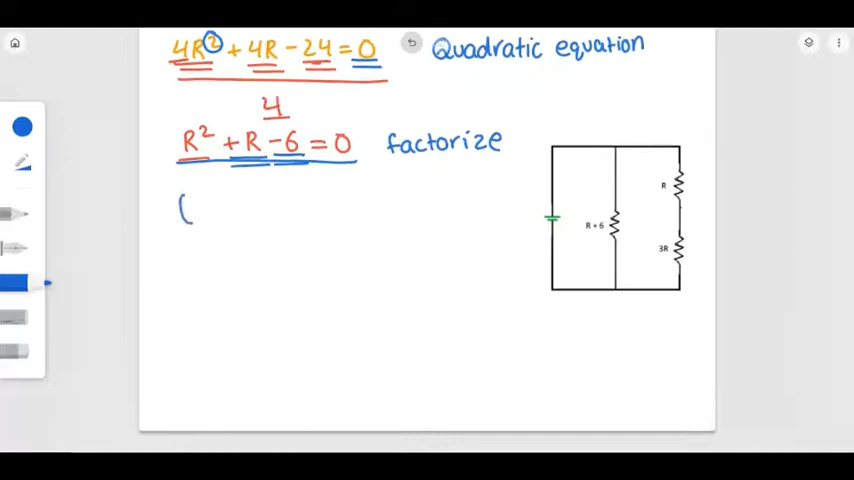 4R² + 4R - 24 = 0 Quadratic equation
4
R² + R - 6 = 0 factorize
(
R
R + 6
3R